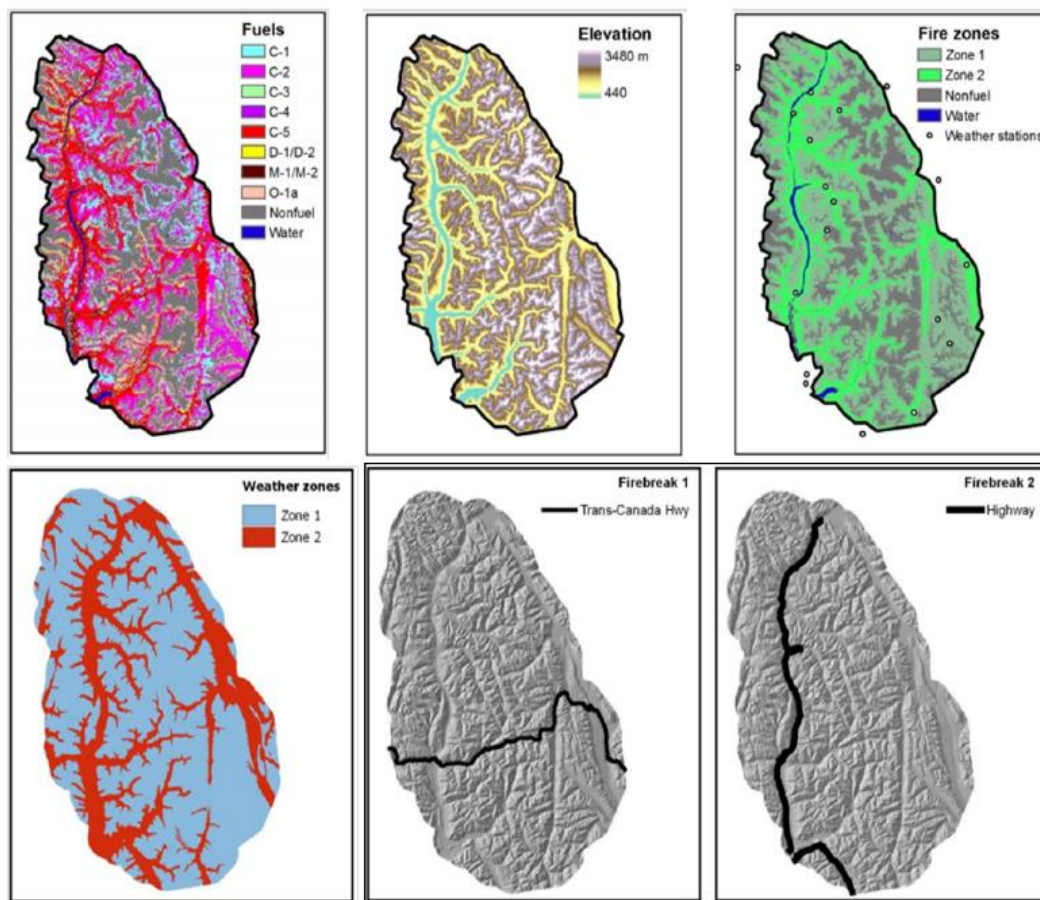 Fuels
C-1
C-2
C-3
C-4
C-5
D-1/D-2
M-1/M-2
O-1a
Nonfuel
Water
Elevation
3480 m
440
Fire zones
Zone 1
Zone 2
Nonfuel
Water
Weather stations
Weather zones
Zone 1
Zone 2
Firebreak 1
Trans-Canada Hwy
Firebreak 2
Highway